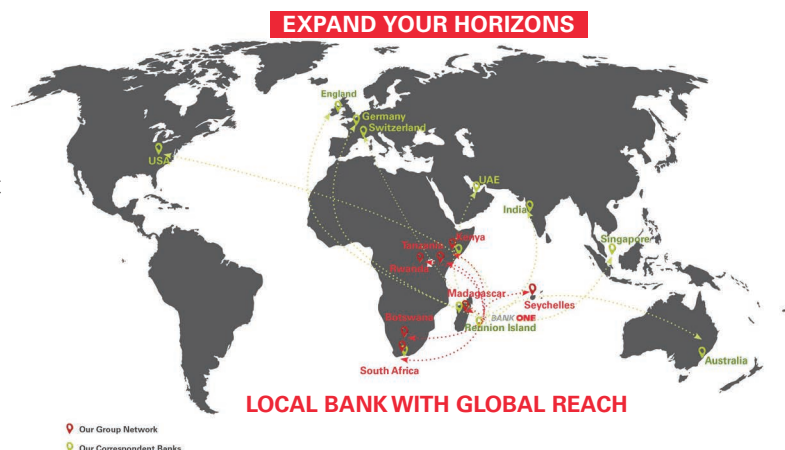 EXPAND YOUR HORIZONS
England
Germany
Switzerland
USA
UAE
India
Kenya
Singapore
Tanzania
Rwanda
Madagascar
Seychelles
BANK ONE
Reunion Island
Botswana
Australia
South Africa
LOCAL BANK WITH GLOBAL REACH
Our Group Network
Our Correspondent Banks